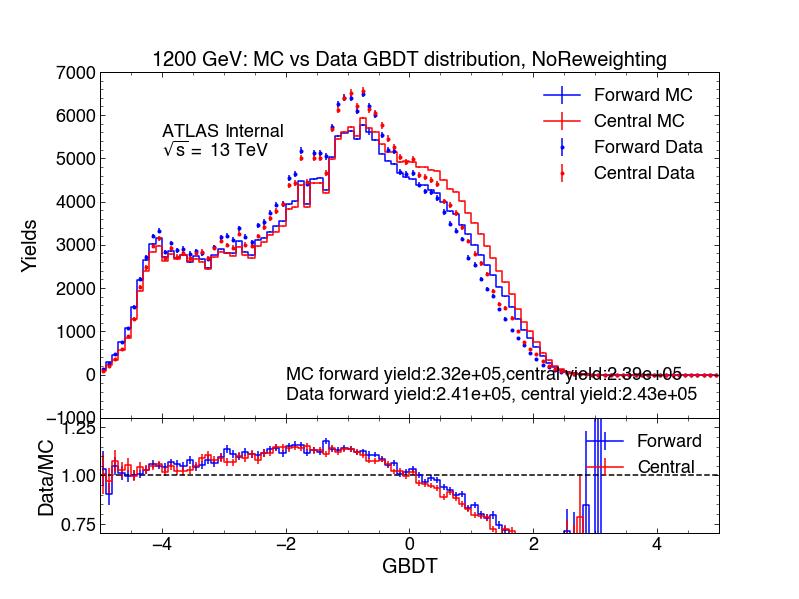 1200 GeV: MC vs Data GBDT distribution, NoReweighting
7000
6000
5000
4000
3000
2000
1000
0
−1000
Yields
ATLAS Internal
√s = 13 TeV
Forward MC
Central MC
Forward Data
Central Data
MC forward yield:2.32e+05,central yield:2.39e+05
Data forward yield:2.41e+05, central yield:2.43e+05
1.25
1.00
0.75
Data/MC
Forward
Central
−4 −2 0 2 4
GBDT